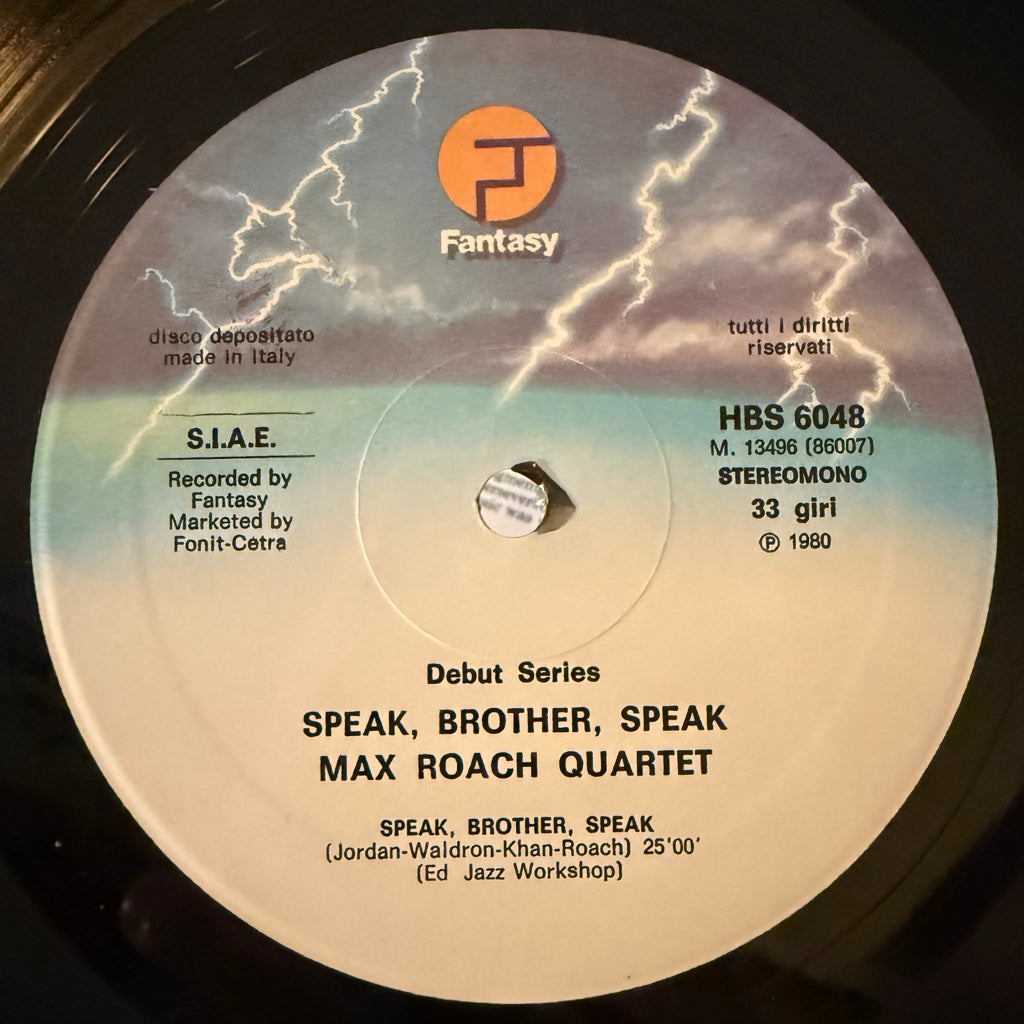 Fantasy
disco depositato
made in Italy
tutti i diritti
riservati
S.I.A.E.
Recorded by
Fantasy
Marketed by
Fonit-Cetra
HBS 6048
M. 13496 (86007)
STEREOMONO
33 giri
℗ 1980
Debut Series
SPEAK, BROTHER, SPEAK
MAX ROACH QUARTET
SPEAK, BROTHER, SPEAK
(Jordan-Waldron-Khan-Roach) 25'00'
(Ed Jazz Workshop)